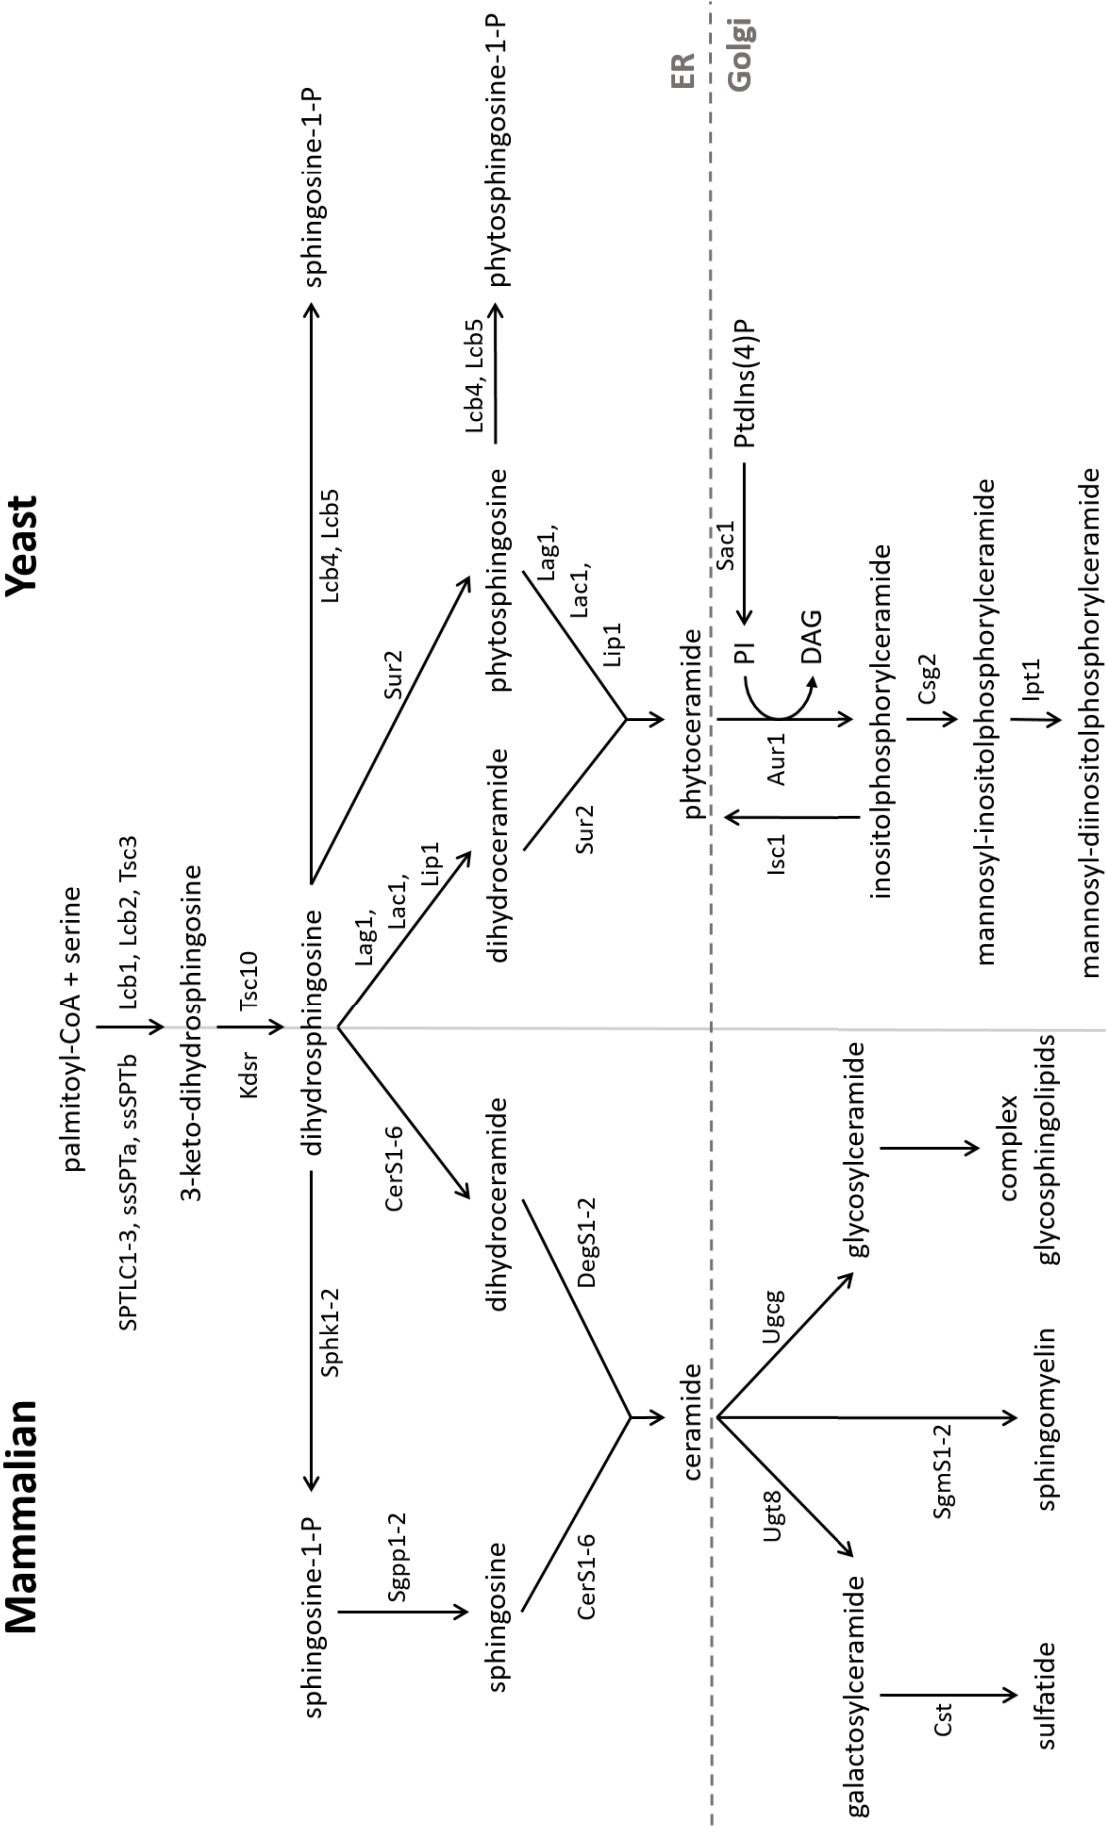 Mammalian
Yeast
palmitoyl-CoA + serine
SPTLC1-3, ssSPTa, ssSPTb
Lcb1, Lcb2, Tsc3
3-keto-dihydrosphingosine
Kdsr
Tsc10
sphingosine-1-P
dihydrosphingosine
sphingosine-1-P
Sphk1-2
Lcb4, Lcb5
Sgpp1-2
CerS1-6
Lag1,
Lac1,
Lip1
Sur2
sphingosine
dihydroceramide
dihydroceramide
phytosphingosine
Lcb4, Lcb5
phytosphingosine-1-P
CerS1-6
DegS1-2
Sur2
Lag1,
Lac1,
Lip1
ceramide
phytoceramide
ER
Golgi
Ugt8
Ugcg
Isc1
Aur1
PI
Sac1
PtdIns(4)P
DAG
galactosylceramide
glycosylceramide
inositolphosphorylceramide
Cst
SgmS1-2
Csg2
mannosyl-inositolphosphorylceramide
Ipt1
sulfatide
sphingomyelin
complex
glycosphingolipids
mannosyl-diinositolphosphorylceramide